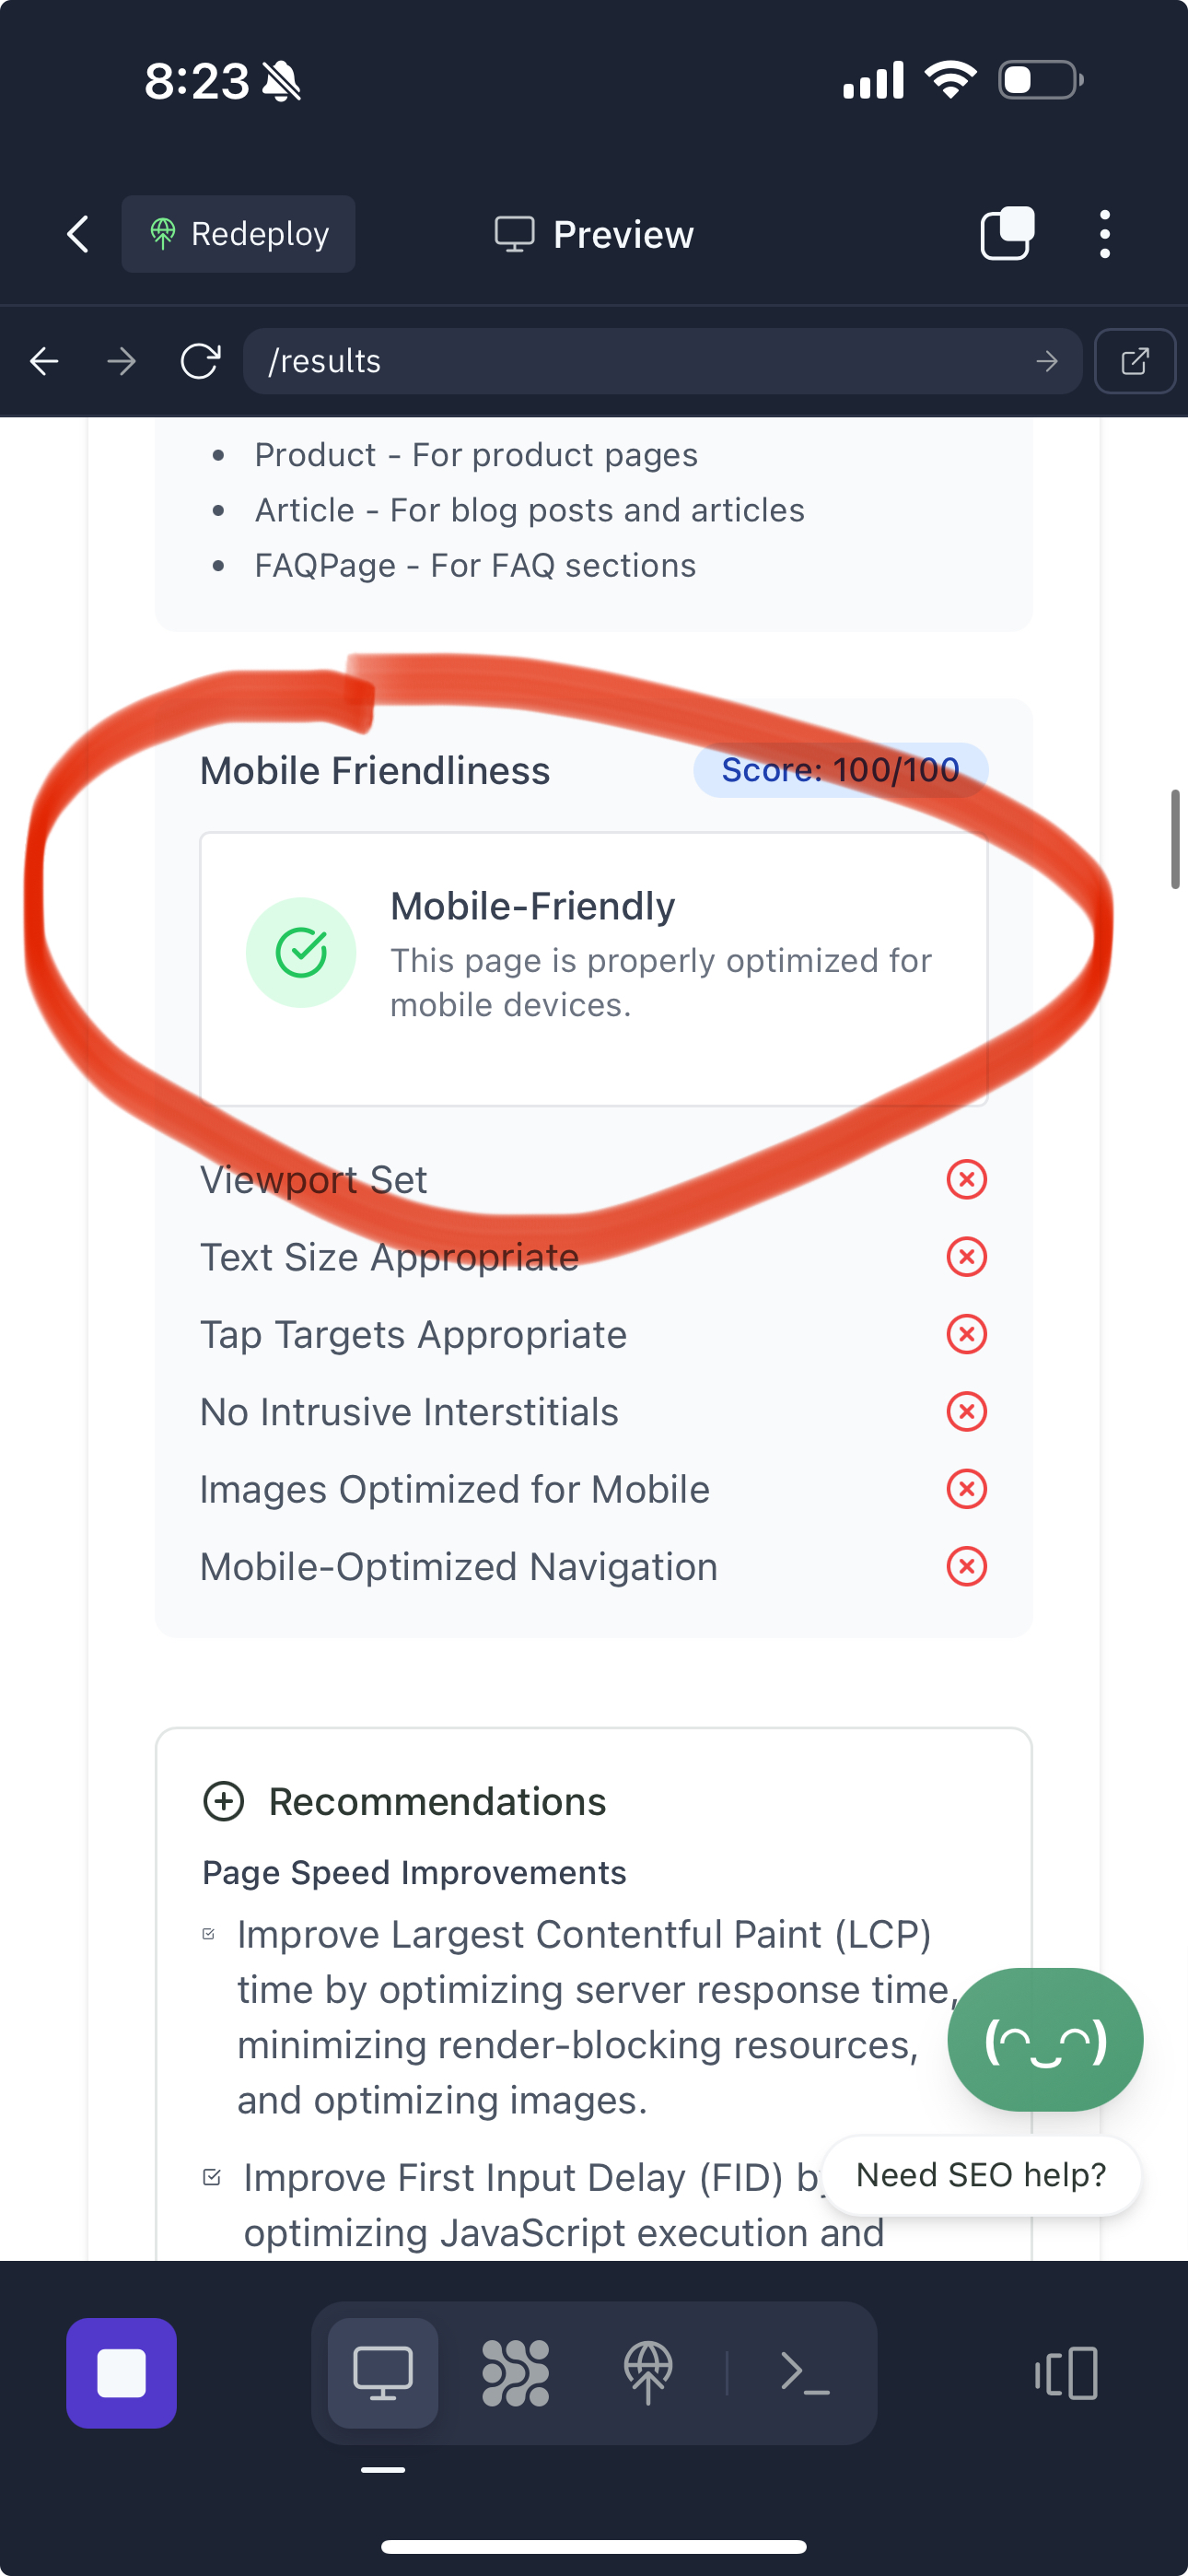 8:23
Redeploy
Preview
/results
Product - For product pages
Article - For blog posts and articles
FAQPage - For FAQ sections
Mobile Friendliness
Score: 100/100
Mobile-Friendly
This page is properly optimized for
mobile devices.
Viewport Set
Text Size Appropriate
Tap Targets Appropriate
No Intrusive Interstitials
Images Optimized for Mobile
Mobile-Optimized Navigation
Recommendations
Page Speed Improvements
Improve Largest Contentful Paint (LCP)
time by optimizing server response time,
minimizing render-blocking resources,
and optimizing images.
Improve First Input Delay (FID)
optimizing JavaScript execution and
Need SEO help?